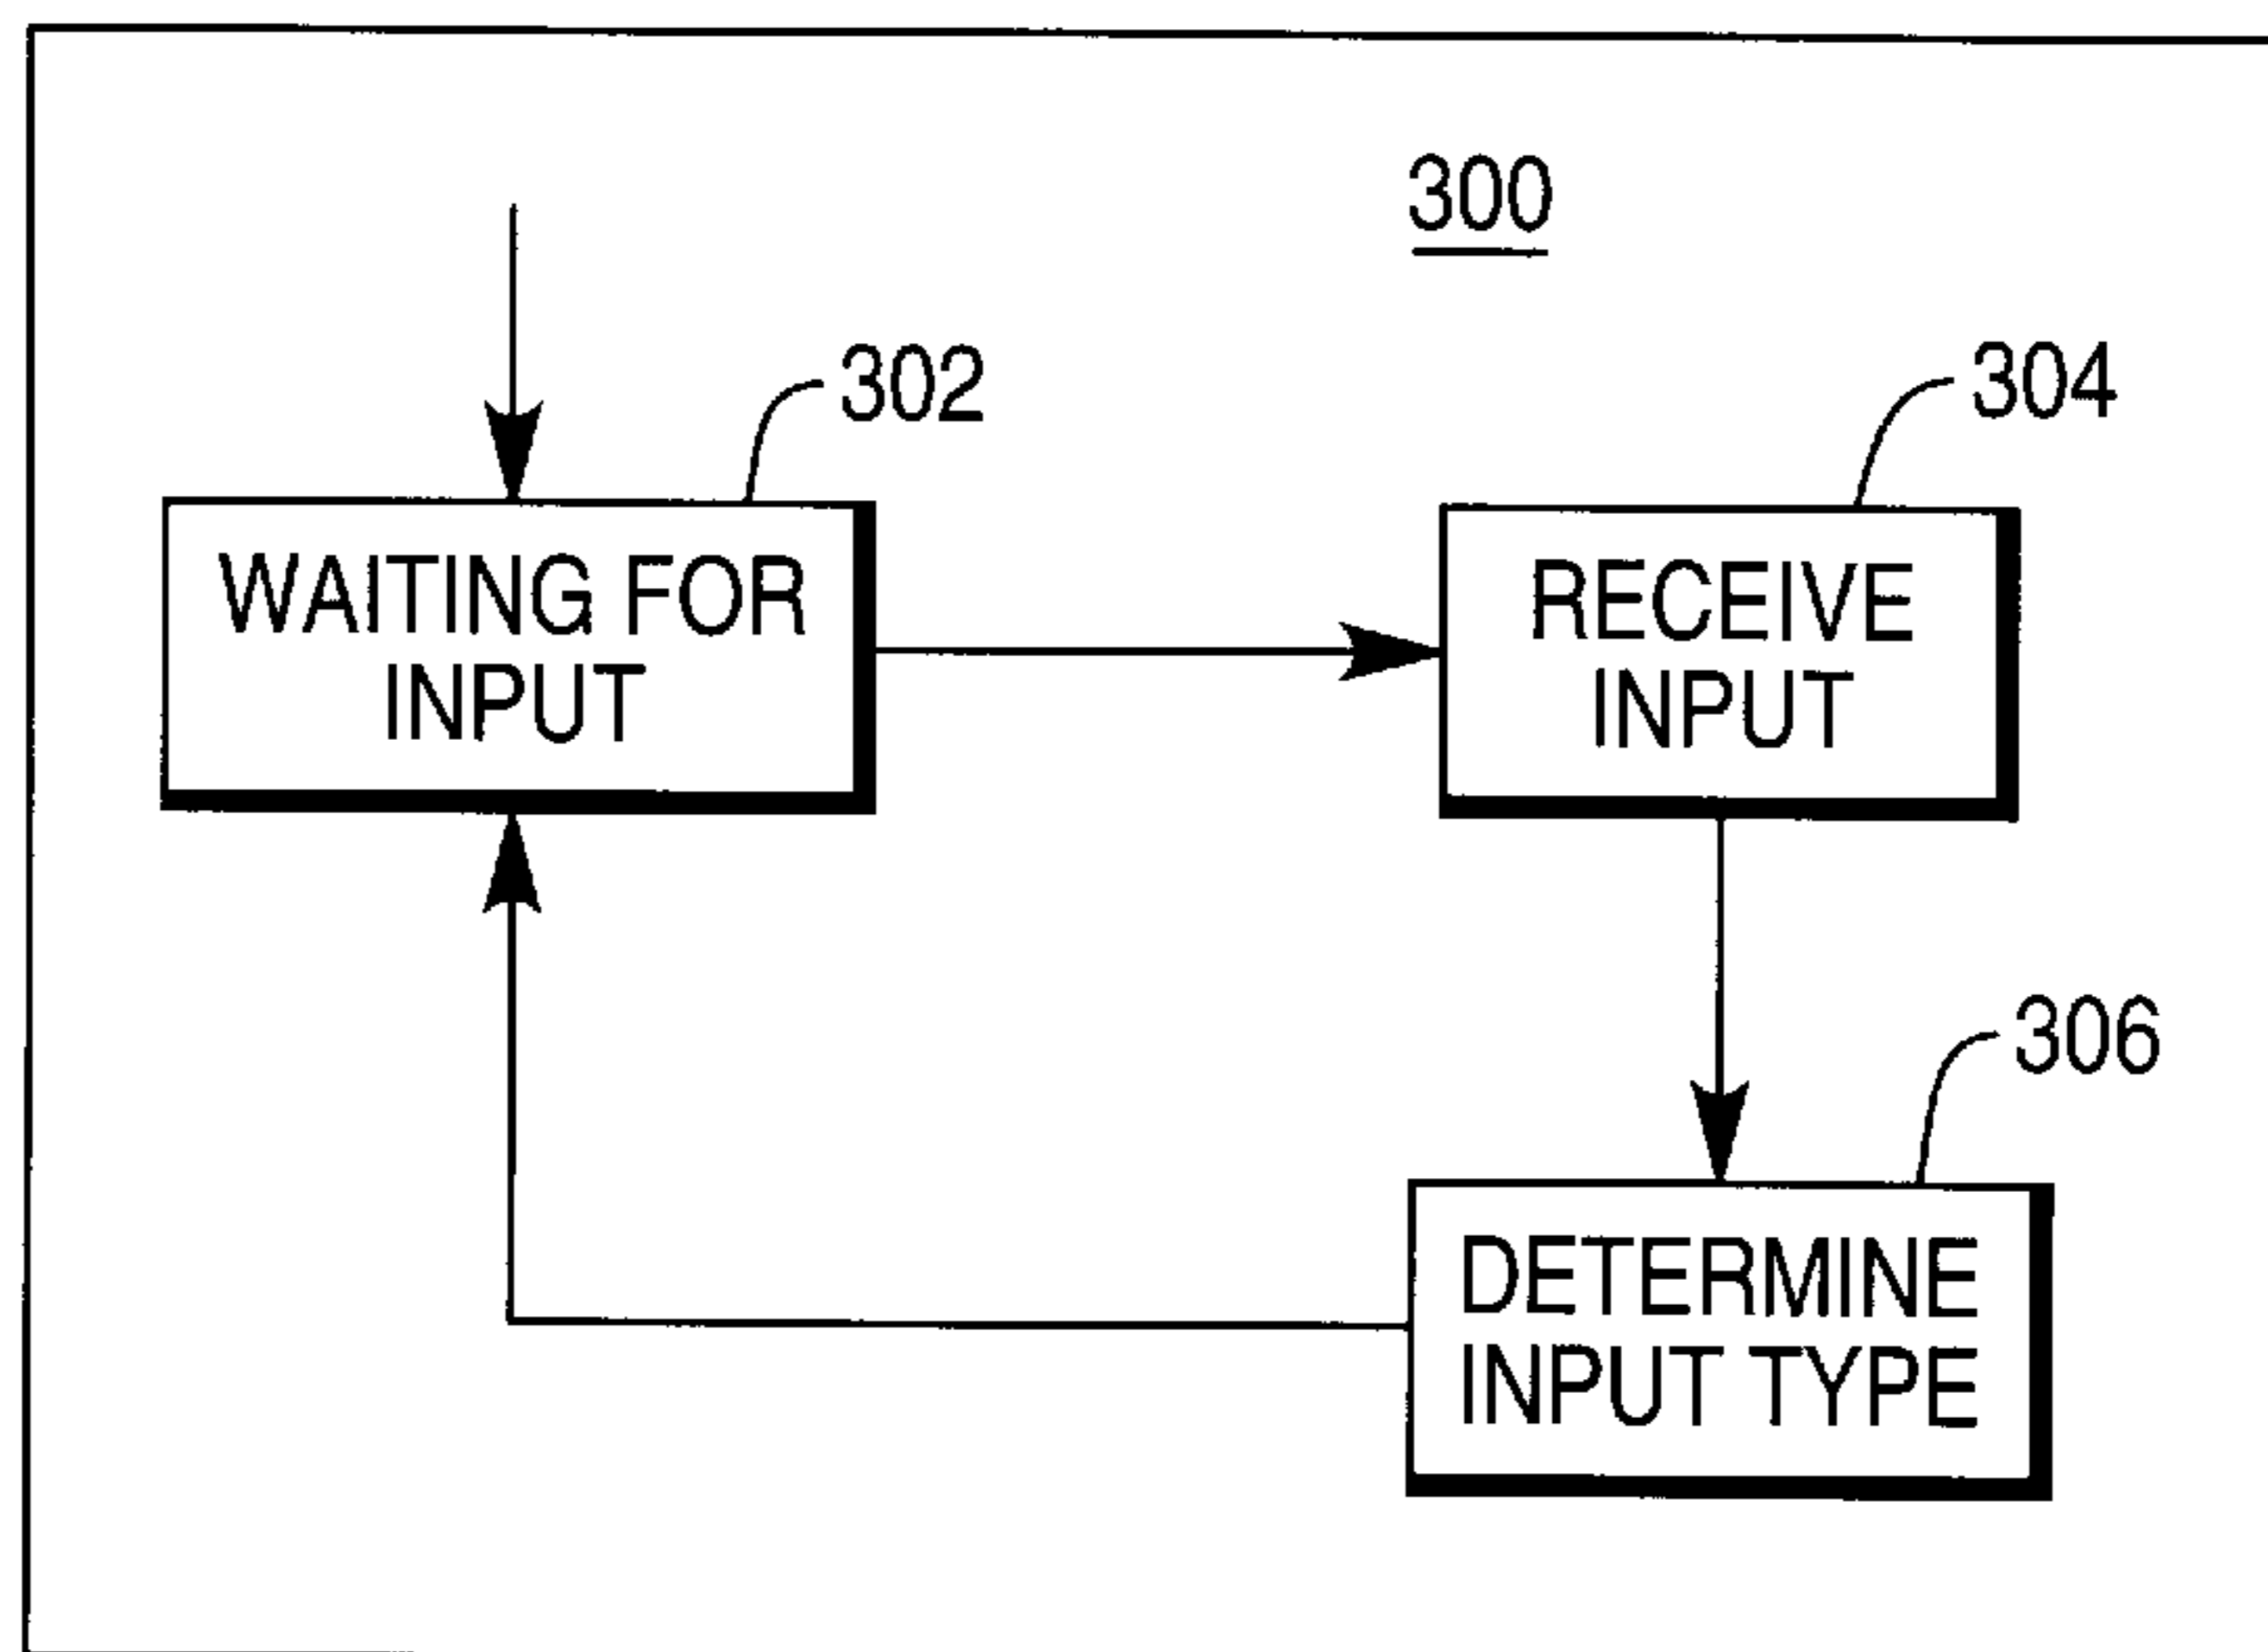 300
302
304
WAITING FOR
INPUT
RECEIVE
INPUT
306
DETERMINE
INPUT TYPE